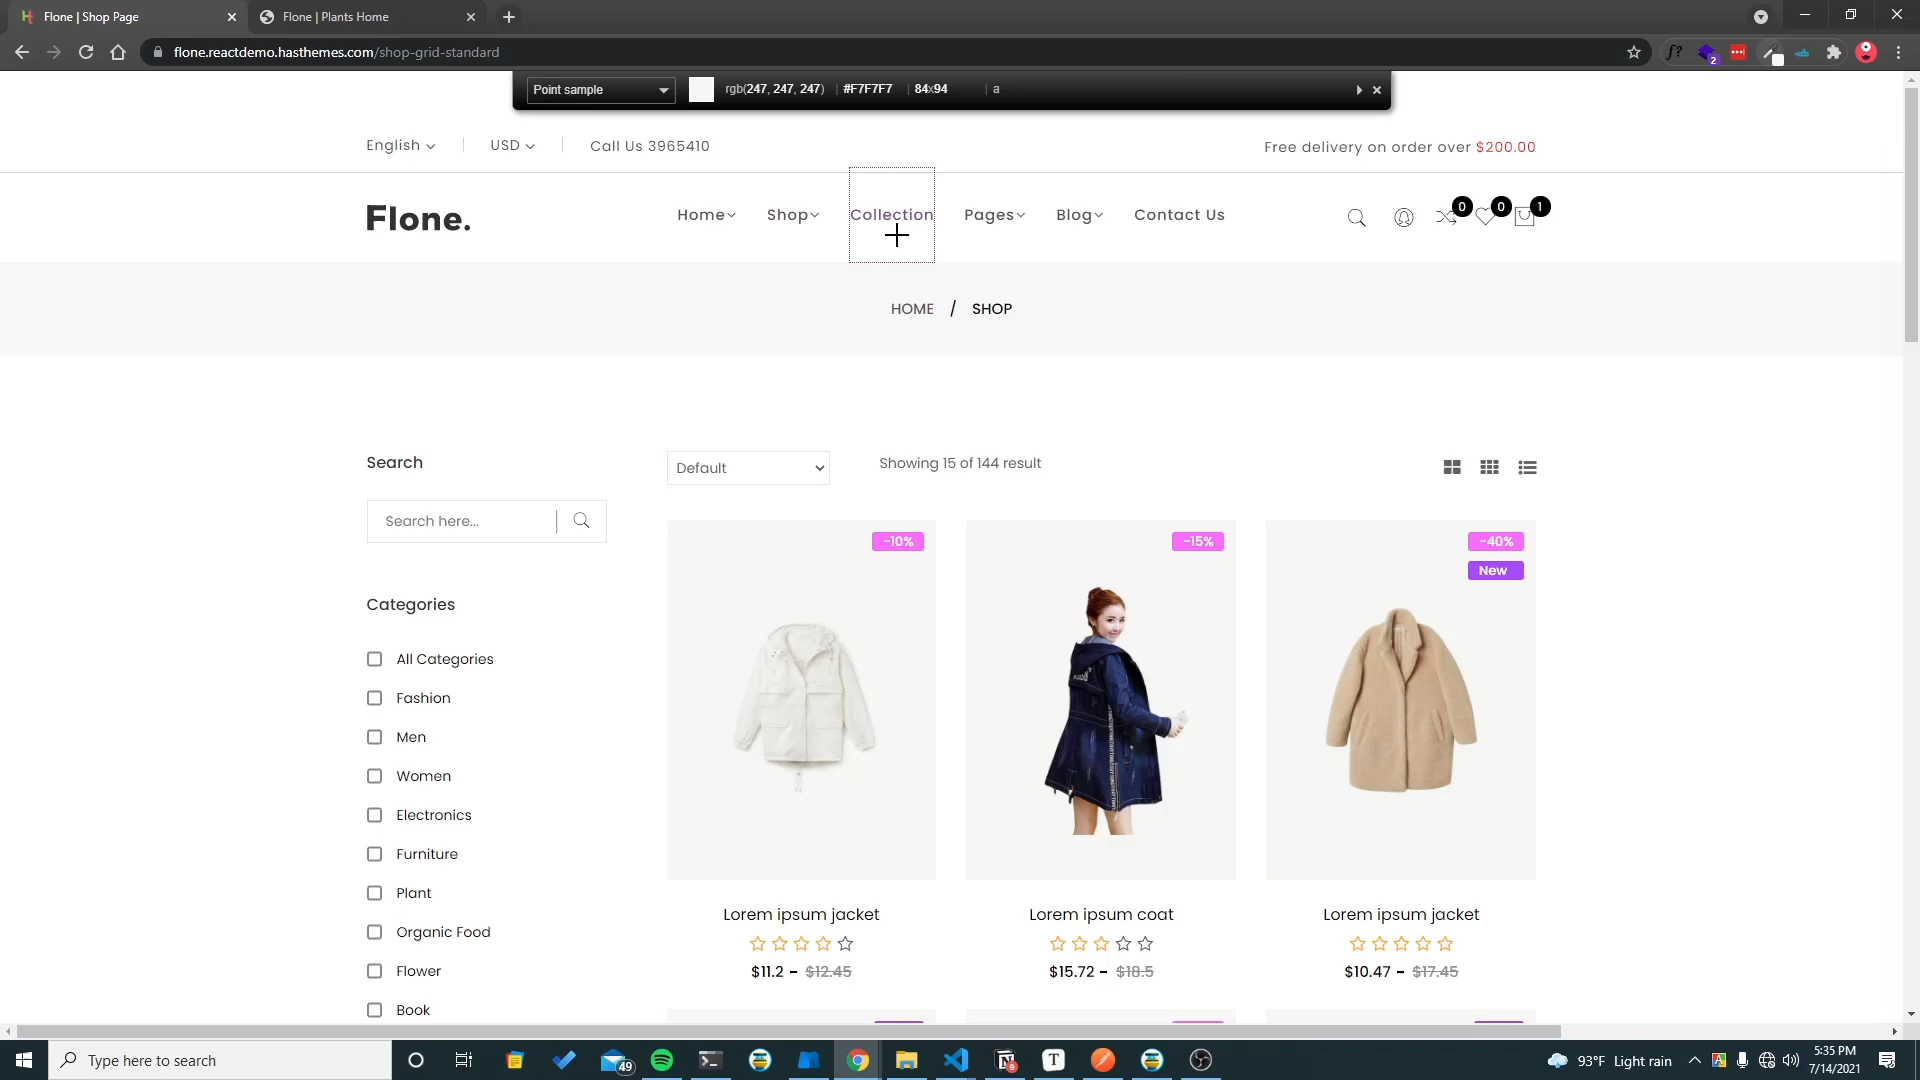 Flone | Shop Page
Flone | Plants Home
flone.reactdemo.hasthemes.com/shop-grid-standard
f?
2
Point sample
rgb(247, 247, 247) | #F7F7F7 | 84x94 | a
English
USD
Call Us 3965410
Free delivery on order over $200.00
Flone.
Home
Shop
Collection
Pages
Blog
Contact Us
0
0
1
HOME / SHOP
Search
Default
Showing 15 of 144 result
Search here...
-10%
-15%
-40%
New
Categories
All Categories
Fashion
Men
Women
Electronics
Furniture
Plant
Organic Food
Flower
Book
Lorem ipsum jacket
Lorem ipsum coat
Lorem ipsum jacket
$11.2 - $12.45
$15.72 - $18.5
$10.47 - $17.45
Type here to search
49
T
93°F Light rain
5:35 PM
7/14/2021